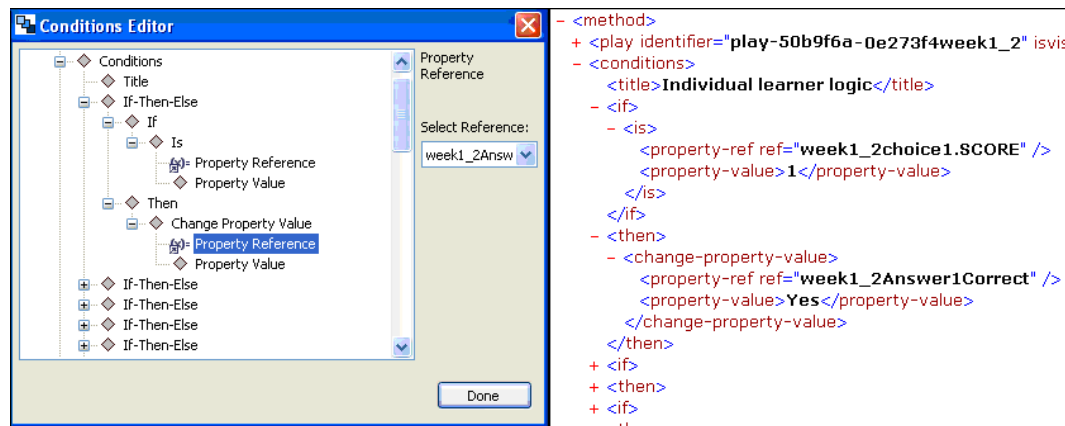 Conditions Editor
Conditions
Title
If-Then-Else
If
Is
Property Reference
Property Value
Then
Change Property Value
Property Reference
Property Value
If-Then-Else
If-Then-Else
If-Then-Else
If-Then-Else
Property
Reference
Select Reference:
week1_2Answ
Done
- <method>
+ <play identifier="play-50b9f6a-0e273f4week1_2" isvis
- <conditions>
<title>Individual learner logic</title>
- <if>
- <is>
<property-ref ref="week1_2choice1.SCORE" />
<property-value>1</property-value>
</is>
</if>
- <then>
- <change-property-value>
<property-ref ref="week1_2Answer1Correct" />
<property-value>Yes</property-value>
</change-property-value>
</then>
+ <if>
+ <then>
+ <if>